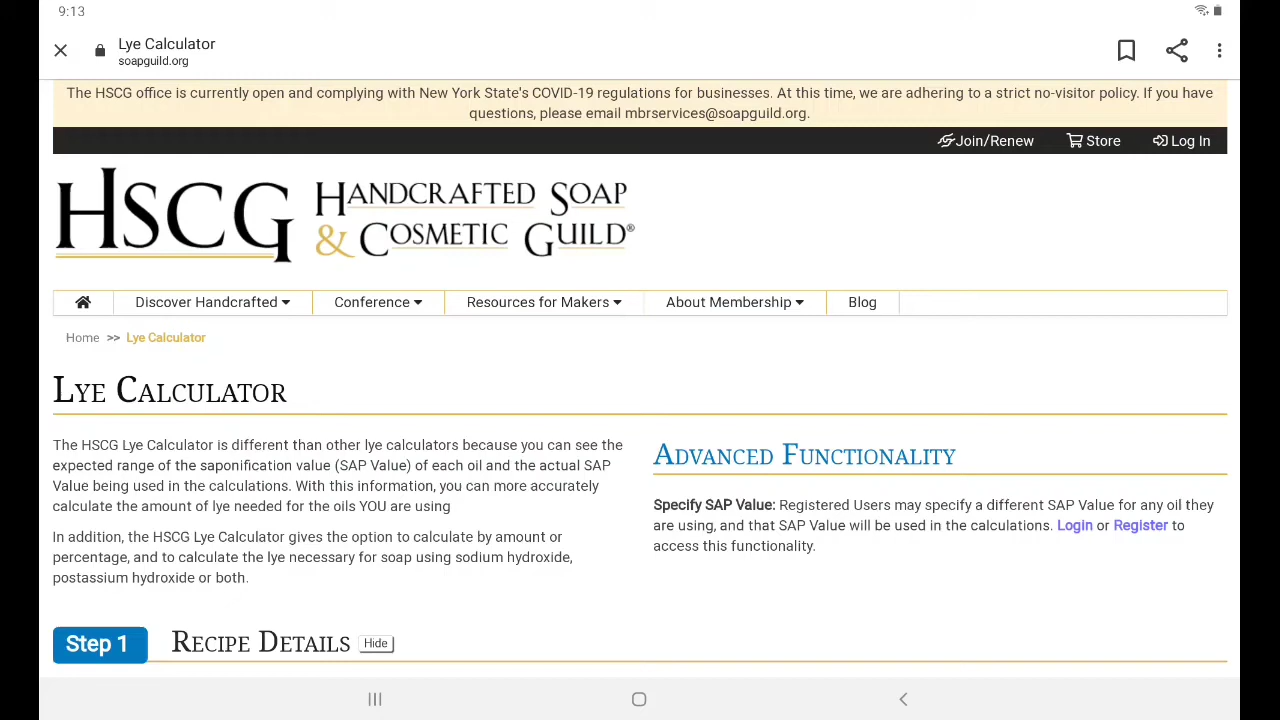 9:13
Lye Calculator
soapguild.org
The HSCG office is currently open and complying with New York State's COVID-19 regulations for businesses. At this time, we are adhering to a strict no-visitor policy. If you have
questions, please email mbrservices@soapguild.org.
Join/Renew Store Log In
HSCG HANDCRAFTED SOAP
& COSMETIC GUILD®
Discover Handcrafted Conference Resources for Makers About Membership Blog
Home >> Lye Calculator
LYE CALCULATOR
The HSCG Lye Calculator is different than other lye calculators because you can see the
expected range of the saponification value (SAP Value) of each oil and the actual SAP
Value being used in the calculations. With this information, you can more accurately
calculate the amount of lye needed for the oils YOU are using
In addition, the HSCG Lye Calculator gives the option to calculate by amount or
percentage, and to calculate the lye necessary for soap using sodium hydroxide,
postassium hydroxide or both.
ADVANCED FUNCTIONALITY
Specify SAP Value: Registered Users may specify a different SAP Value for any oil they
are using, and that SAP Value will be used in the calculations. Login or Register to
access this functionality.
Step 1 RECIPE DETAILS Hide